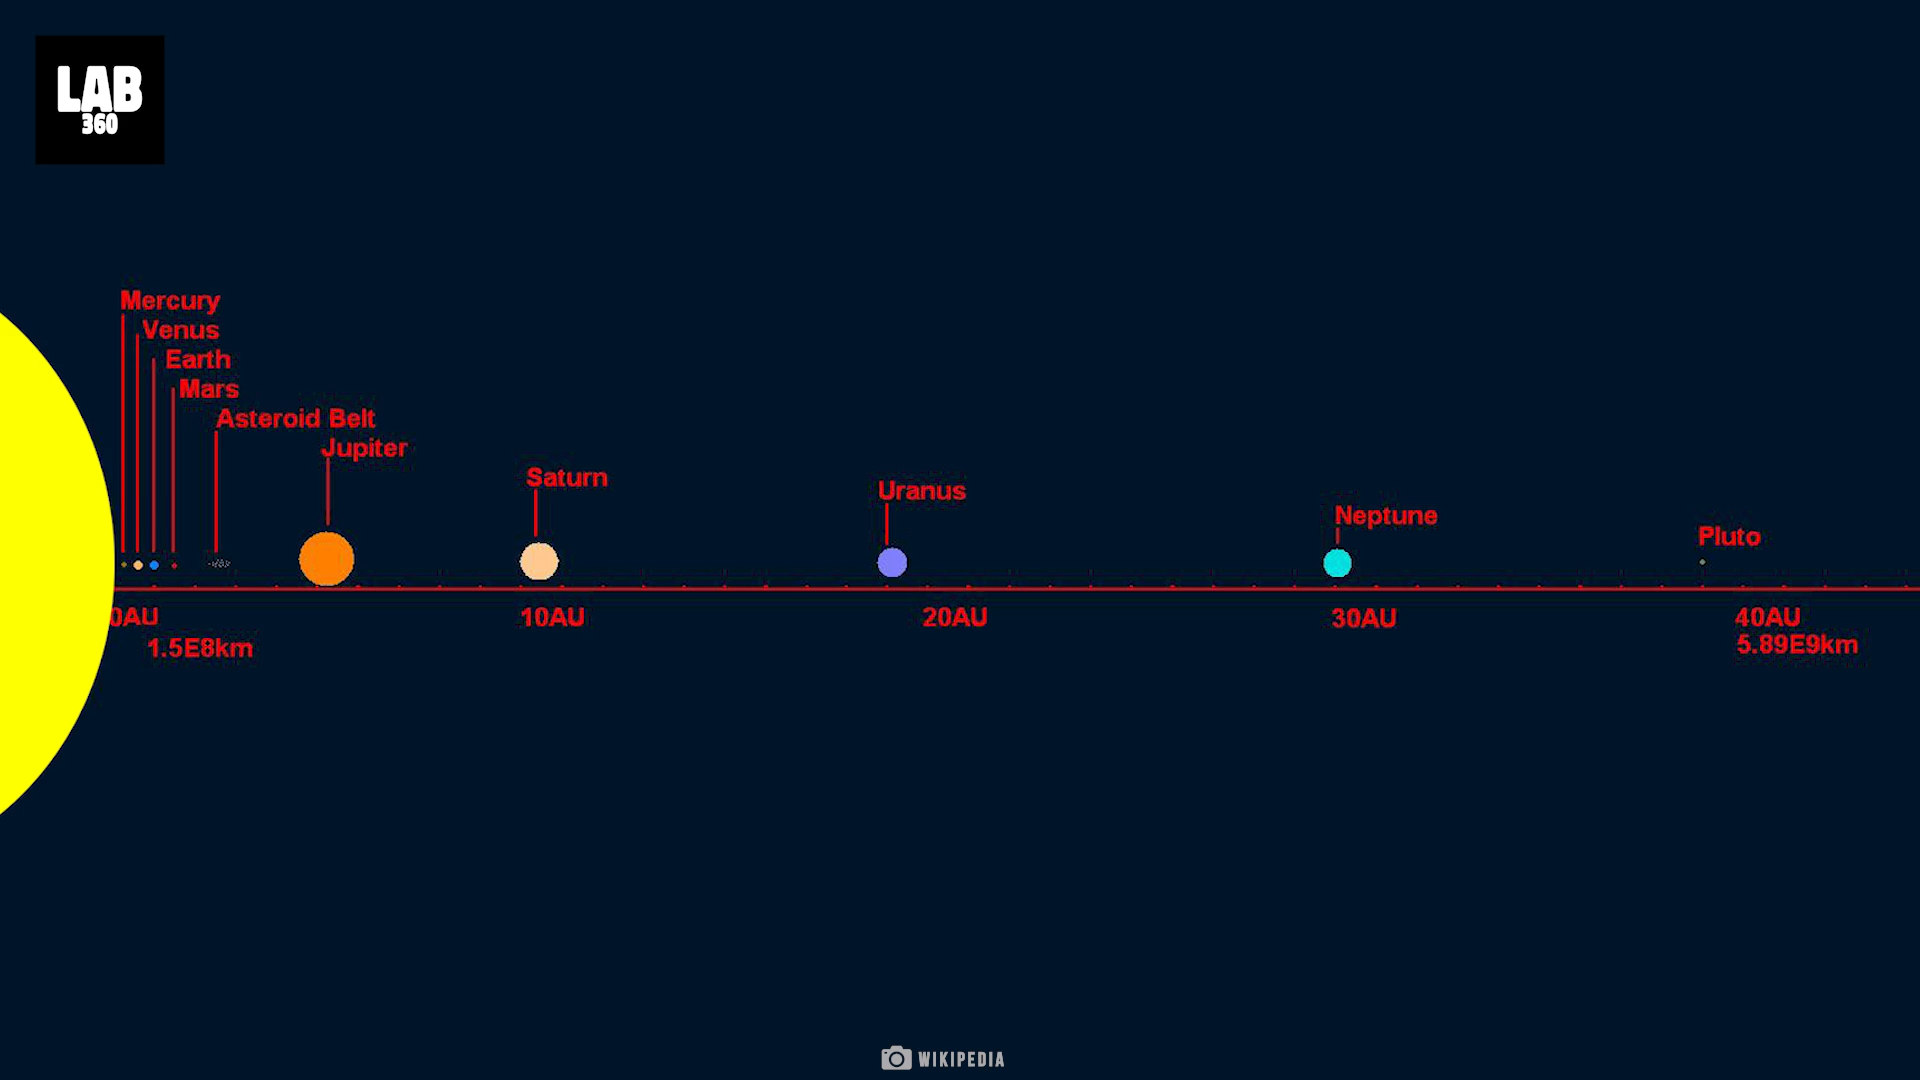 LAB
360
Mercury
Venus
Earth
Mars
Asteroid Belt
Jupiter
Saturn
Uranus
Neptune
Pluto
0AU
10AU
20AU
30AU
40AU
1.5E8km
5.89E9km
WIKIPEDIA